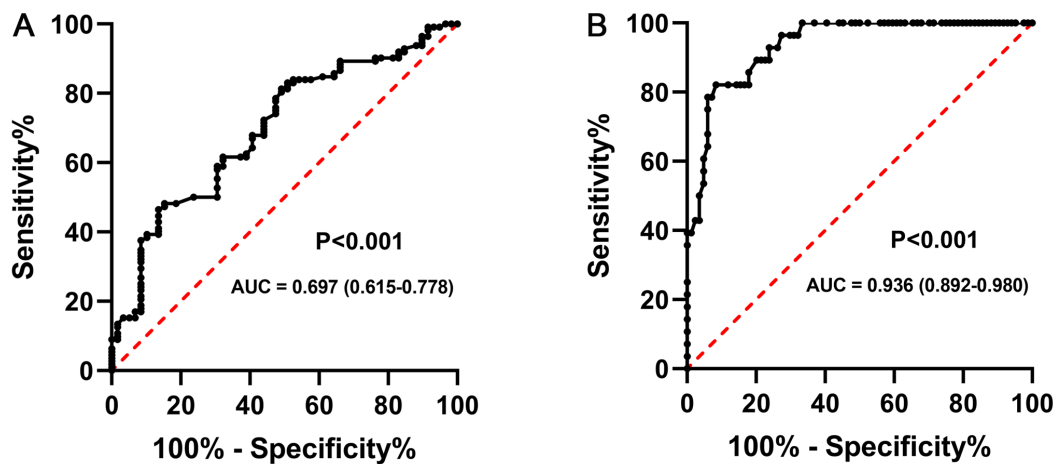 A
100
80
60
40
20
0
Sensitivity%
P<0.001
AUC = 0.697 (0.615-0.778)
0 20 40 60 80 100
100% - Specificity%
B
100
80
60
40
20
0
Sensitivity%
P<0.001
AUC = 0.936 (0.892-0.980)
0 20 40 60 80 100
100% - Specificity%